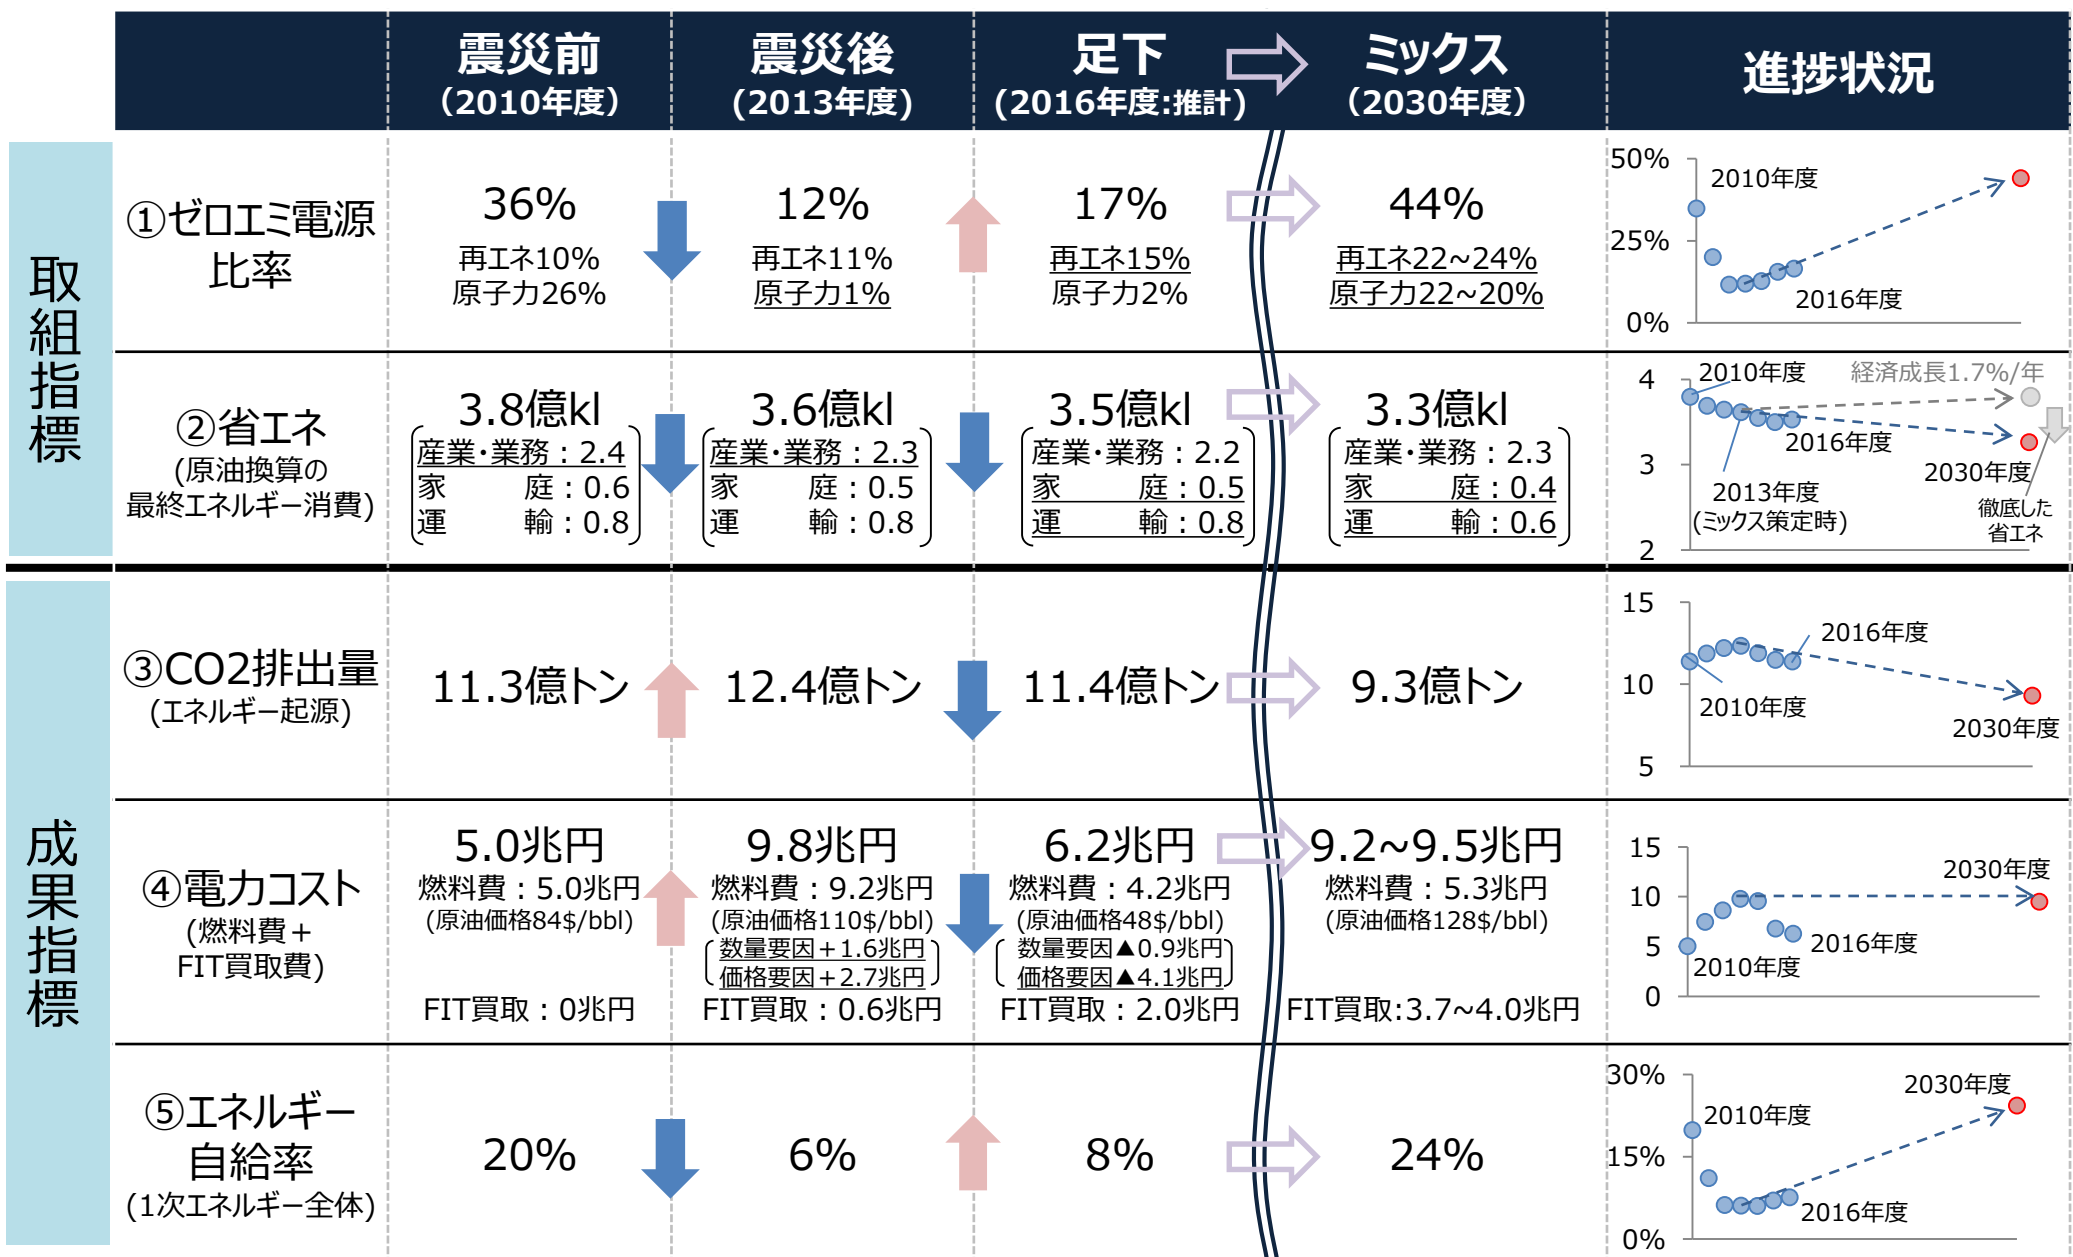 震災前
（2010年度）
震災後
(2013年度)
足下
(2016年度:推計)
ミックス
（2030年度）
進捗状況
取組指標
①ゼロエミ電源
比率
36%
再エネ10%
原子力26%
12%
再エネ11%
原子力1%
17%
再エネ15%
原子力2%
44%
再エネ22~24%
原子力22~20%
50%
25%
0%
2010年度
2016年度
②省エネ
(原油換算の
最終エネルギー消費)
3.8億kl
産業・業務：2.4
家　　　庭：0.6
運　　　輸：0.8
3.6億kl
産業・業務：2.3
家　　　庭：0.5
運　　　輸：0.8
3.5億kl
産業・業務：2.2
家　　　庭：0.5
運　　　輸：0.8
3.3億kl
産業・業務：2.3
家　　　庭：0.4
運　　　輸：0.6
4
3
2
2010年度
経済成長1.7%/年
2016年度
2030年度
2013年度
(ミックス策定時)
徹底した
省エネ
成果指標
③CO2排出量
(エネルギー起源)
11.3億トン
12.4億トン
11.4億トン
9.3億トン
15
10
5
2016年度
2010年度
2030年度
④電力コスト
(燃料費＋
FIT買取費)
5.0兆円
燃料費：5.0兆円
(原油価格84$/bbl)
FIT買取：0兆円
9.8兆円
燃料費：9.2兆円
(原油価格110$/bbl)
数量要因＋1.6兆円
価格要因＋2.7兆円
FIT買取：0.6兆円
6.2兆円
燃料費：4.2兆円
(原油価格48$/bbl)
数量要因▲0.9兆円
価格要因▲4.1兆円
FIT買取：2.0兆円
9.2~9.5兆円
燃料費：5.3兆円
(原油価格128$/bbl)
FIT買取:3.7~4.0兆円
15
10
5
0
2030年度
2016年度
2010年度
⑤エネルギー
自給率
(1次エネルギー全体)
20%
6%
8%
24%
30%
15%
0%
2030年度
2010年度
2016年度